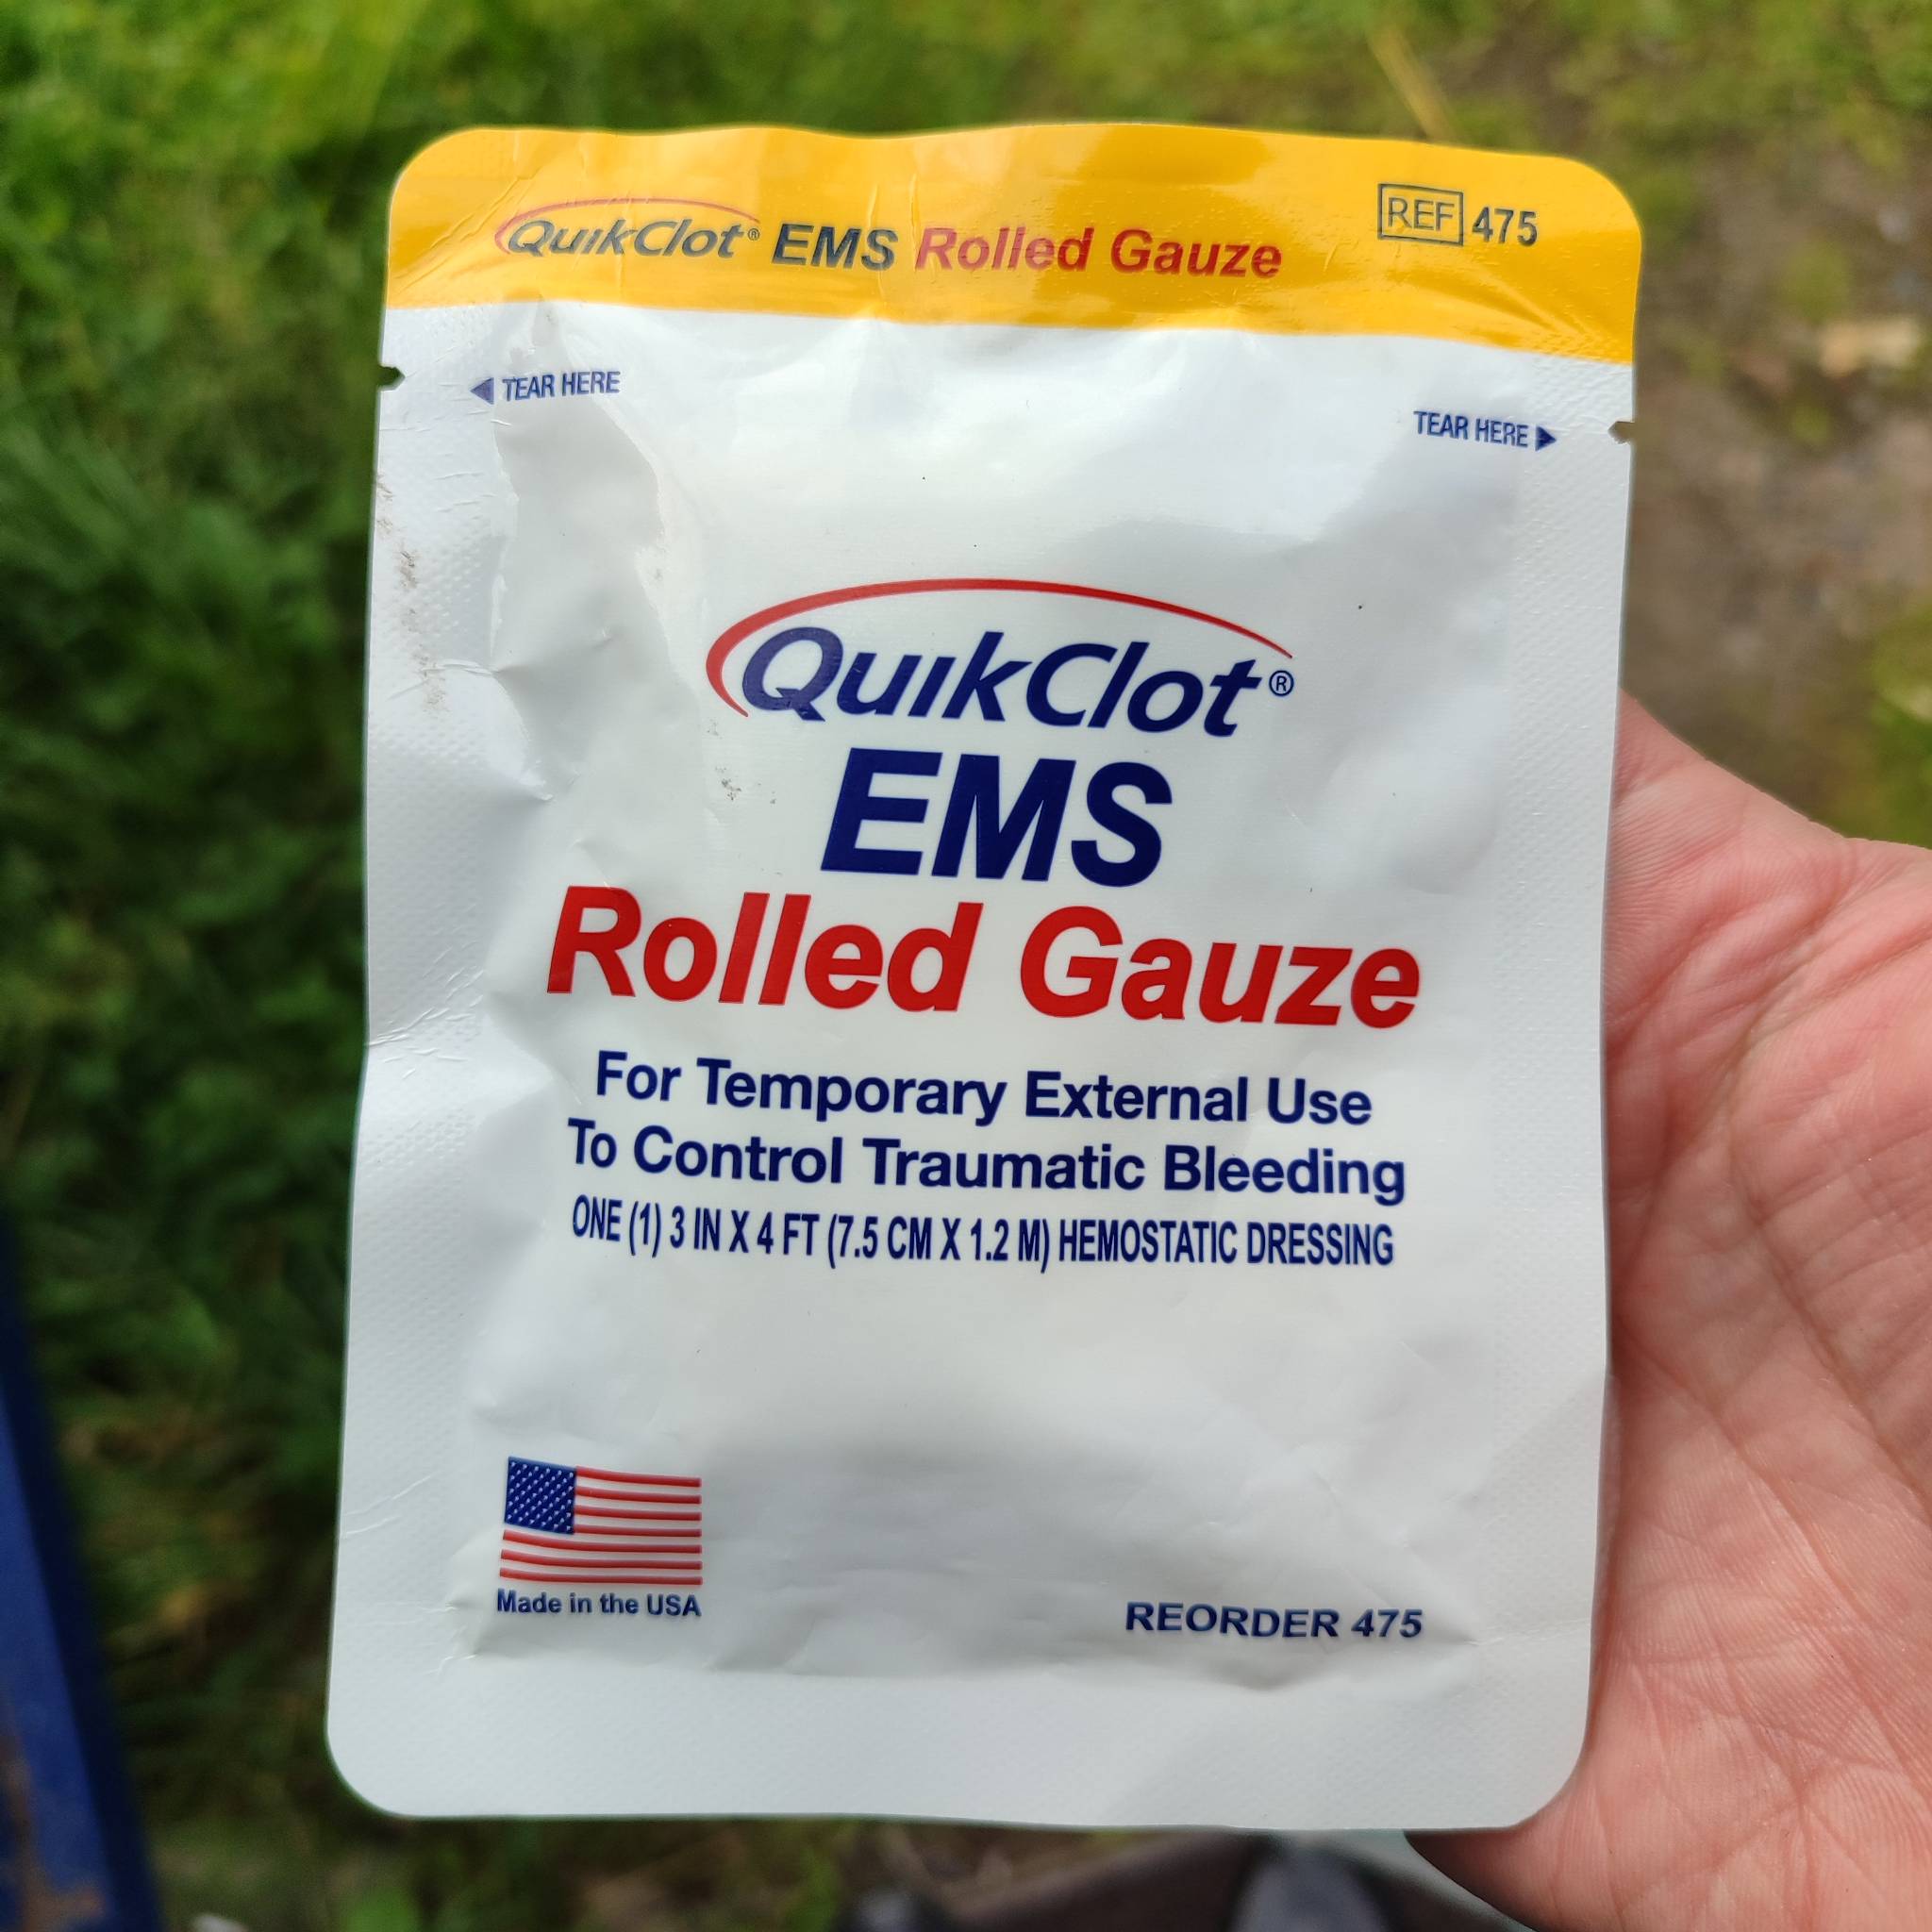 QuikClot® EMS Rolled Gauze REF 475
◀ TEAR HERE
TEAR HERE ▶
QuikClot®
EMS
Rolled Gauze
For Temporary External Use
To Control Traumatic Bleeding
ONE (1) 3 IN X 4 FT (7.5 CM X 1.2 M) HEMOSTATIC DRESSING
Made in the USA
REORDER 475